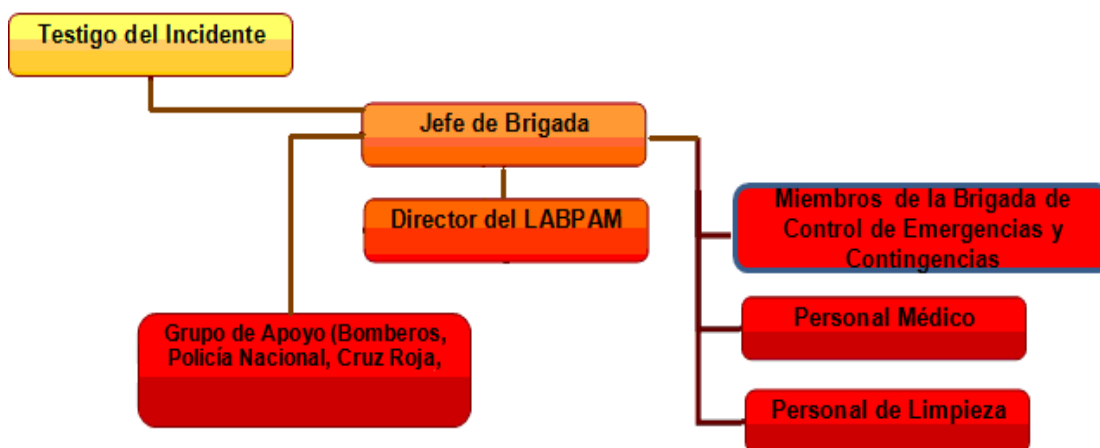 Testigo del Incidente
Jefe de Brigada
Director del LABPAM
Miembros de la Brigada de
Control de Emergencias y
Contingencias
Grupo de Apoyo (Bomberos,
Policía Nacional, Cruz Roja,
Personal Médico
Personal de Limpieza